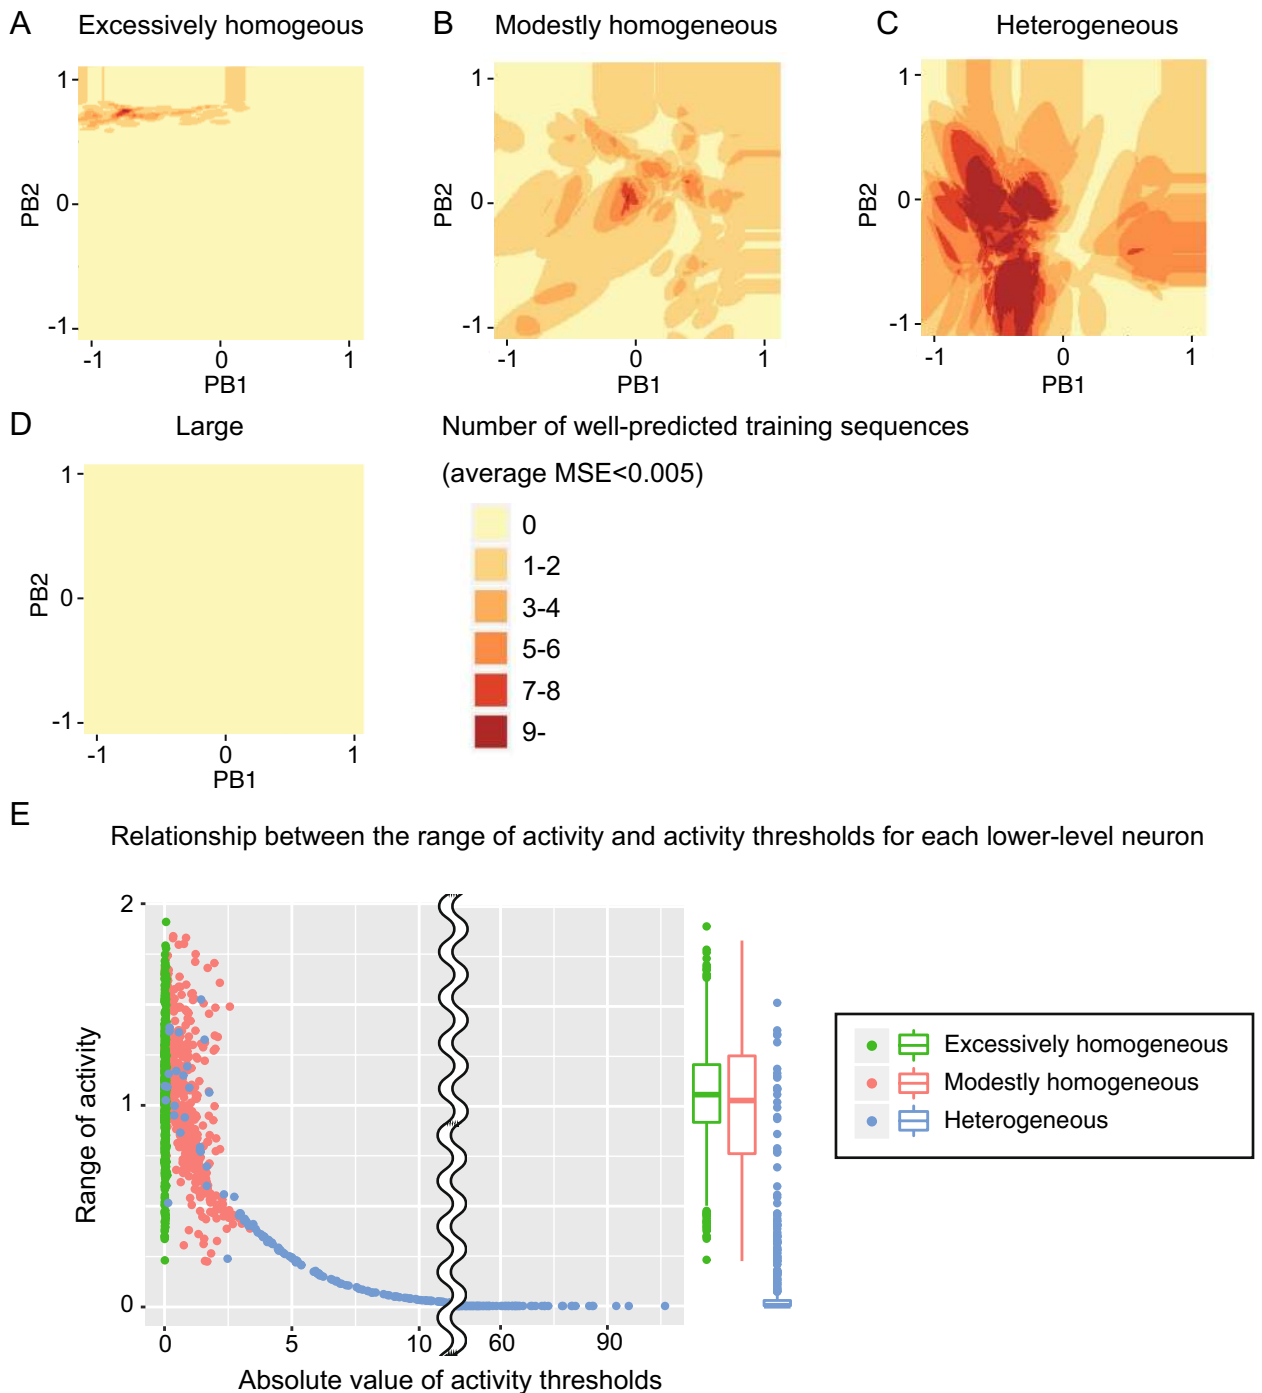 A Excessively homogeous
B Modestly homogeneous
C Heterogeneous
1
0
-1
PB2
-1 0 1
PB1
1
0
-1
PB2
-1 0 1
PB1
1
0
-1
PB2
-1 0 1
PB1
D Large
1
0
-1
PB2
-1 0 1
PB1
Number of well-predicted training sequences
(average MSE<0.005)
0
1-2
3-4
5-6
7-8
9-
E
Relationship between the range of activity and activity thresholds for each lower-level neuron
2
1
0
Range of activity
0 5 10 60 90
Absolute value of activity thresholds
Excessively homogeneous
Modestly homogeneous
Heterogeneous